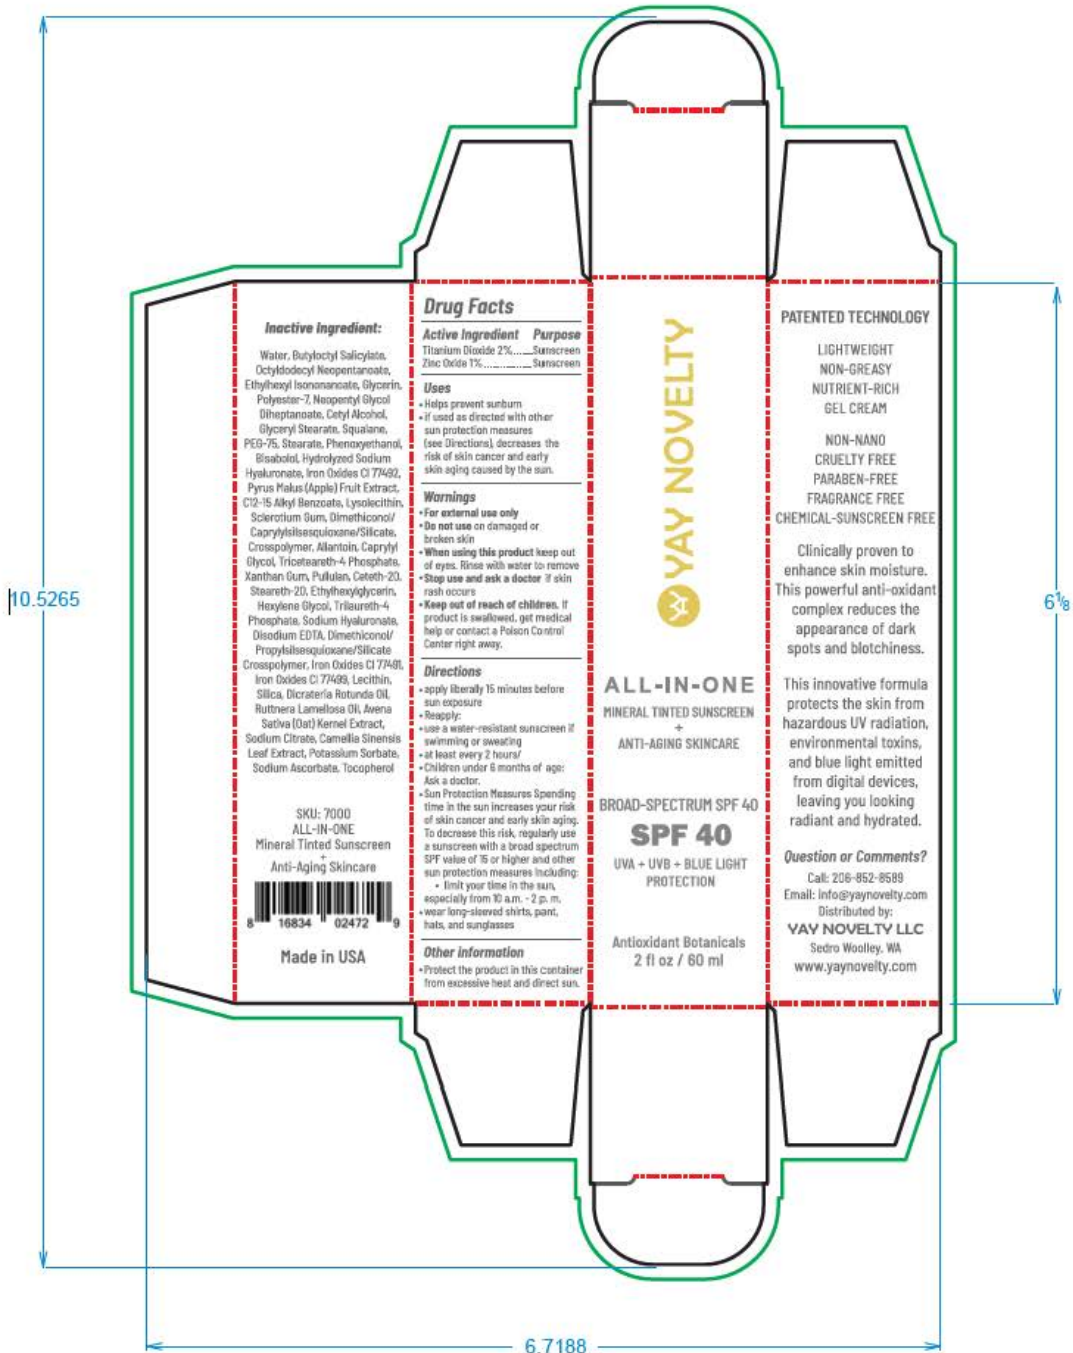 Inactive Ingredient:
Water, Butyloctyl Salicylate,
Octyldodecyl Neopentanoate,
Ethylhexyl Isononanoate, Glycerin,
Polyester-7, Neopentyl Glycol
Diheptanoate, Cetyl Alcohol,
Glyceryl Stearate, Squalane,
PEG-75, Stearate, Phenoxyethanol,
Bisabolol, Hydrolyzed Sodium
Hyaluronate, Iron Oxides CI 77492,
Pyrus Malus (Apple) Fruit Extract,
C12-15 Alkyl Benzoate, Lysolecithin,
Sclerotium Gum, Dimethiconol/
Caprylylsilsesquioxane/Silicate,
Crosspolymer, Allantoin, Caprylyl
Glycol, Triceteareth-4 Phosphate,
Xanthan Gum, Pullulan, Ceteth-20,
Steareth-20, Ethylhexylglycerin,
Hexylene Glycol, Trilaureth-4
Phosphate, Sodium Hyaluronate,
Disodium EDTA, Dimethiconol/
Propylsilsesquioxane/Silicate
Crosspolymer, Iron Oxides CI 77491,
Iron Oxides CI 77499, Lecithin,
Silica, Dicrateria Rotunda Oil,
Ruttnera Lamellosa Oil, Avena
Sativa (Oat) Kernel Extract,
Sodium Citrate, Camellia Sinensis
Leaf Extract, Potassium Sorbate,
Sodium Ascorbate, Tocopherol
SKU: 7000
ALL-IN-ONE
Mineral Tinted Sunscreen
+
Anti-Aging Skincare
8 16834 02472 9
Made in USA
Drug Facts
Active Ingredient Purpose
Titanium Dioxide 2%......Sunscreen
Zinc Oxide 1%..............Sunscreen
Uses
• Helps prevent sunburn
• if used as directed with other
sun protection measures
(see Directions), decreases the
risk of skin cancer and early
skin aging caused by the sun.
Warnings
• For external use only
• Do not use on damaged or
broken skin
• When using this product keep out
of eyes. Rinse with water to remove
• Stop use and ask a doctor if skin
rash occurs
• Keep out of reach of children. If
product is swallowed, get medical
help or contact a Poison Control
Center right away.
Directions
• apply liberally 15 minutes before
sun exposure
• Reapply:
• use a water-resistant sunscreen if
swimming or sweating
• at least every 2 hours/
• Children under 6 months of age:
Ask a doctor.
• Sun Protection Measures Spending
time in the sun increases your risk
of skin cancer and early skin aging.
To decrease this risk, regularly use
a sunscreen with a broad spectrum
SPF value of 15 or higher and other
sun protection measures including:
• limit your time in the sun,
especially from 10 a.m. - 2 p. m.
• wear long-sleeved shirts, pant,
hats, and sunglasses
Other information
• Protect the product in this container
from excessive heat and direct sun.
YAY YAY NOVELTY
ALL-IN-ONE
MINERAL TINTED SUNSCREEN
+
ANTI-AGING SKINCARE
BROAD-SPECTRUM SPF 40
SPF 40
UVA + UVB + BLUE LIGHT
PROTECTION
Antioxidant Botanicals
2 fl oz / 60 ml
PATENTED TECHNOLOGY
LIGHTWEIGHT
NON-GREASY
NUTRIENT-RICH
GEL CREAM
NON-NANO
CRUELTY FREE
PARABEN-FREE
FRAGRANCE FREE
CHEMICAL-SUNSCREEN FREE
Clinically proven to
enhance skin moisture.
This powerful anti-oxidant
complex reduces the
appearance of dark
spots and blotchiness.
This innovative formula
protects the skin from
hazardous UV radiation,
environmental toxins,
and blue light emitted
from digital devices,
leaving you looking
radiant and hydrated.
Question or Comments?
Call: 206-852-8589
Email: info@yaynovelty.com
Distributed by:
YAY NOVELTY LLC
Sedro Woolley, WA
www.yaynovelty.com
10.5265
6⅛
6.7188